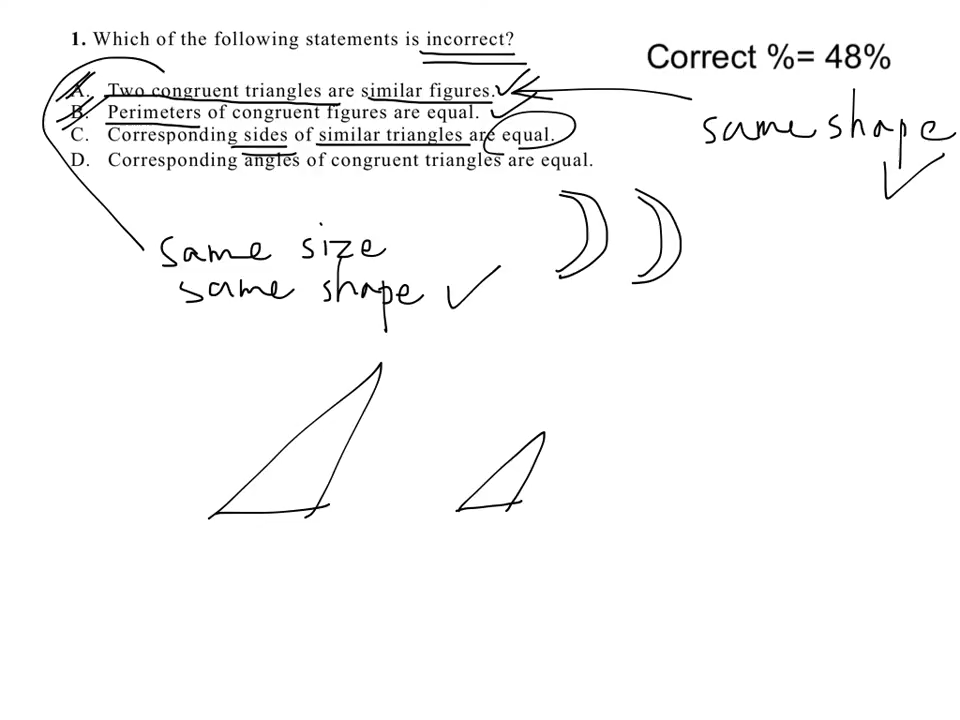 1. Which of the following statements is incorrect?
Correct %= 48%
A. Two congruent triangles are similar figures.
B. Perimeters of congruent figures are equal.
C. Corresponding sides of similar triangles are equal.
D. Corresponding angles of congruent triangles are equal.
same shape
same size
same shape